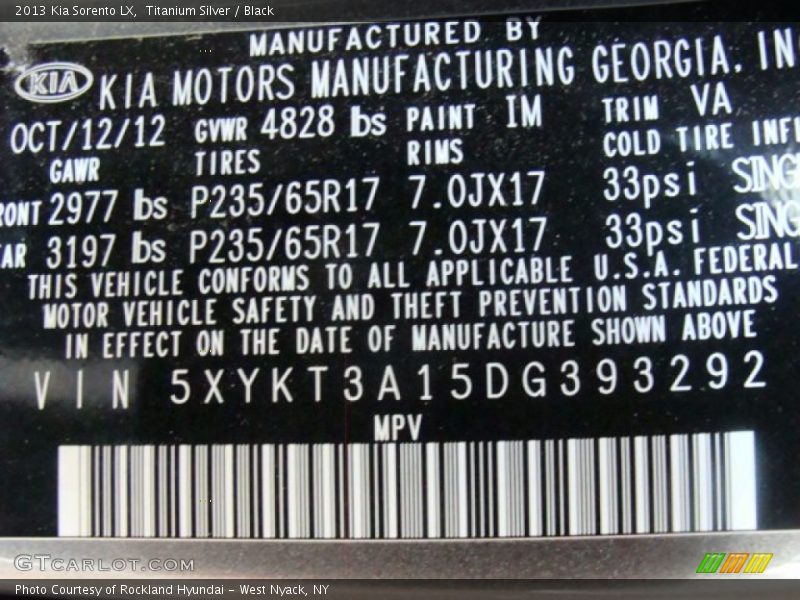 2013 Kia Sorento LX,  Titanium Silver / Black
MANUFACTURED BY
KIA KIA MOTORS MANUFACTURING GEORGIA. IN
OCT/12/12 GVWR 4828 lbs PAINT IM TRIM VA
GAWR TIRES RIMS COLD TIRE INFL
RONT 2977 lbs P235/65R17 7.0JX17 33psi SING
EAR 3197 lbs P235/65R17 7.0JX17 33psi SING
THIS VEHICLE CONFORMS TO ALL APPLICABLE U.S.A. FEDERAL
MOTOR VEHICLE SAFETY AND THEFT PREVENTION STANDARDS
IN EFFECT ON THE DATE OF MANUFACTURE SHOWN ABOVE
VIN 5XYKT3A15DG393292
MPV
GTCARLOT.COM
Photo Courtesy of Rockland Hyundai - West Nyack, NY